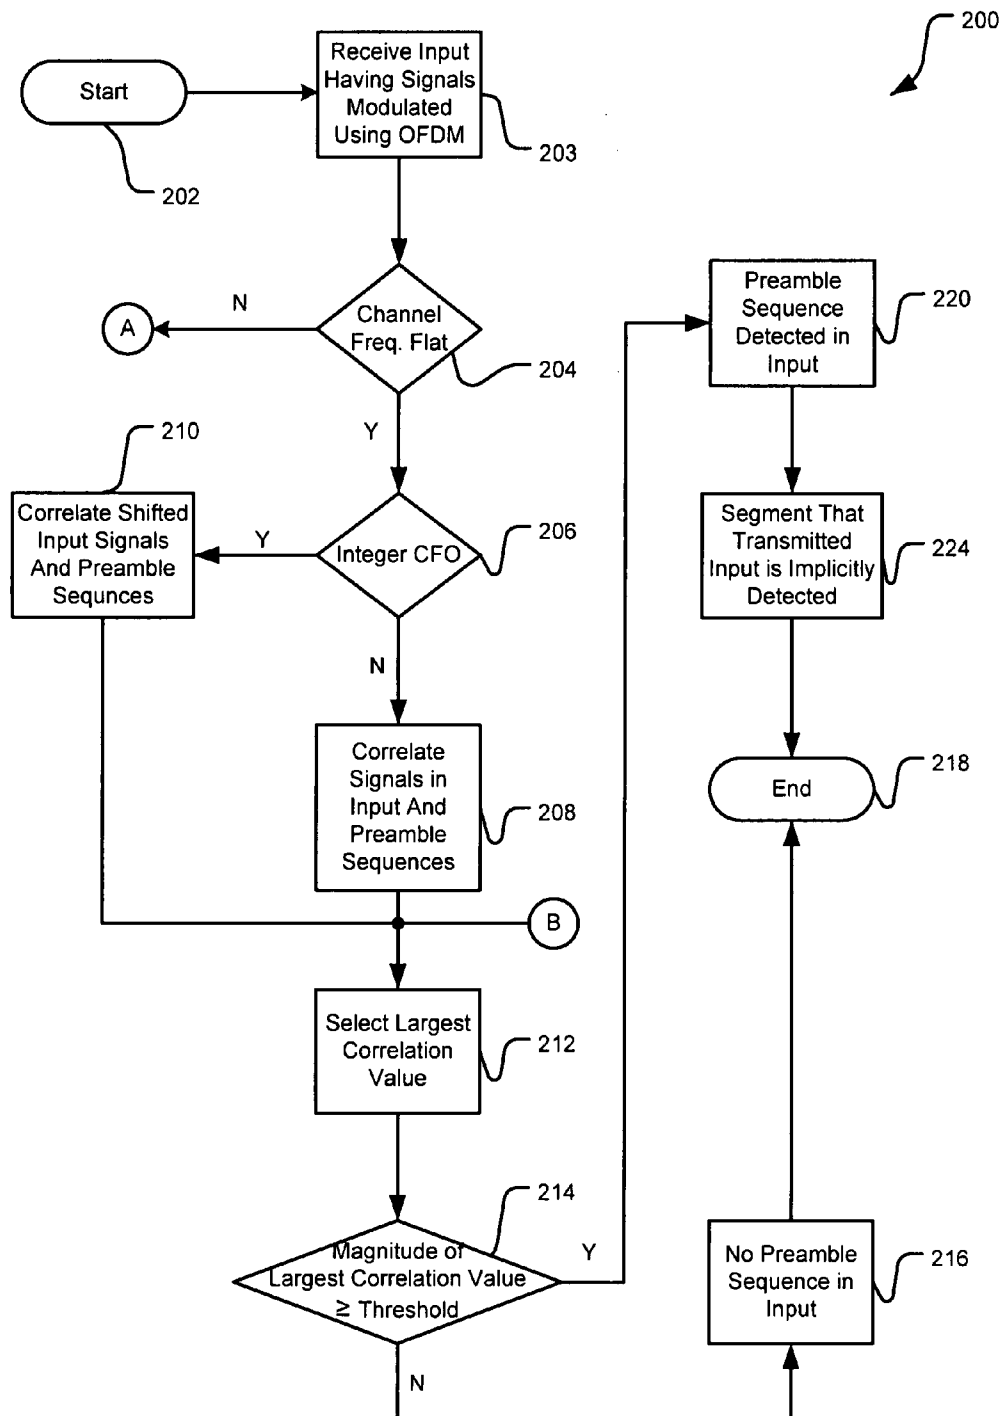 200
Start
202
Receive Input
Having Signals
Modulated
Using OFDM
203
Channel
Freq. Flat
204
N
A
Y
Integer CFO
206
Y
210
Correlate Shifted
Input Signals
And Preamble
Sequnces
N
Correlate
Signals in
Input And
Preamble
Sequences
208
B
Select Largest
Correlation
Value
212
Magnitude of
Largest Correlation Value
≥ Threshold
214
Y
N
Preamble
Sequence
Detected in
Input
220
Segment That
Transmitted
Input is Implicitly
Detected
224
End
218
No Preamble
Sequence in
Input
216